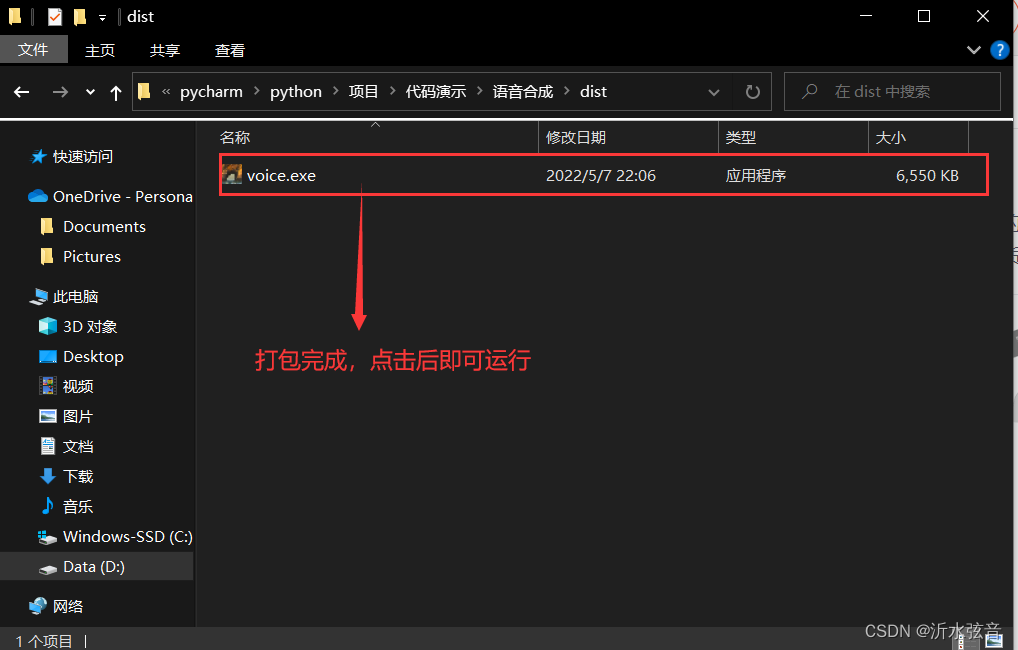 dist
文件 主页 共享 查看
« pycharm python 项目 代码演示 语音合成 dist 在 dist 中搜索
名称 修改日期 类型 大小
voice.exe 2022/5/7 22:06 应用程序 6,550 KB
打包完成，点击后即可运行
快速访问
OneDrive - Persona
Documents
Pictures
此电脑
3D 对象
Desktop
视频
图片
文档
下载
音乐
Windows-SSD (C:)
Data (D:)
网络
1 个项目
CSDN @沂水弦音